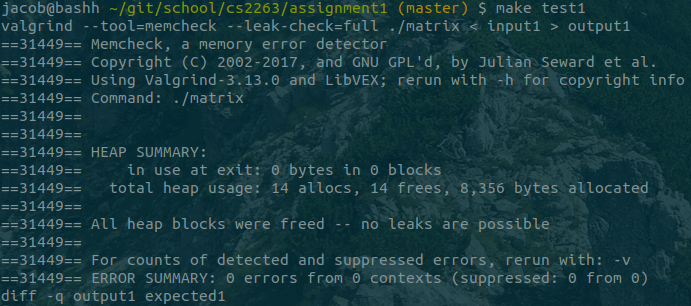 jacob@bashh ~/git/school/cs2263/assignment1 (master) $ make test1
valgrind --tool=memcheck --leak-check=full ./matrix < input1 > output1
==31449== Memcheck, a memory error detector
==31449== Copyright (C) 2002-2017, and GNU GPL'd, by Julian Seward et al.
==31449== Using Valgrind-3.13.0 and LibVEX; rerun with -h for copyright info
==31449== Command: ./matrix
==31449==
==31449==
==31449== HEAP SUMMARY:
==31449==     in use at exit: 0 bytes in 0 blocks
==31449==   total heap usage: 14 allocs, 14 frees, 8,356 bytes allocated
==31449==
==31449== All heap blocks were freed -- no leaks are possible
==31449==
==31449== For counts of detected and suppressed errors, rerun with: -v
==31449== ERROR SUMMARY: 0 errors from 0 contexts (suppressed: 0 from 0)
diff -q output1 expected1